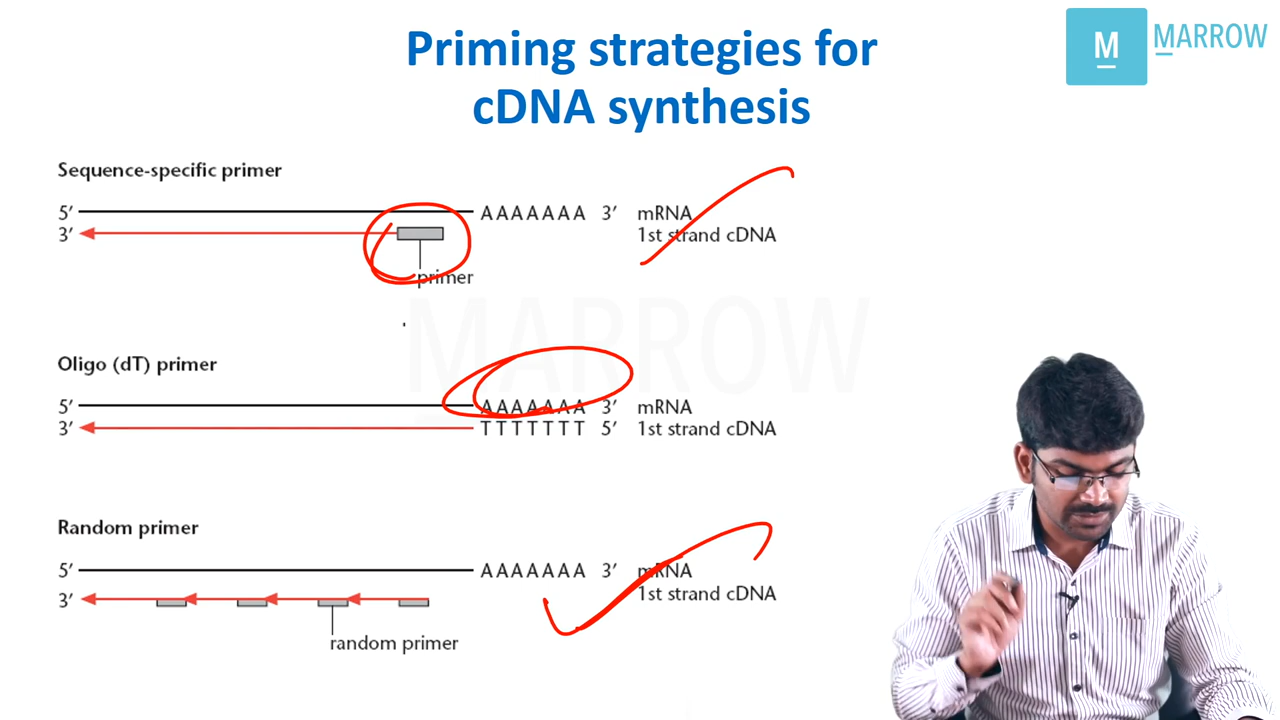 Priming strategies for
cDNA synthesis
M MARROW
Sequence-specific primer
5′ AAAAAAA 3′ mRNA
3′ 1st strand cDNA
primer
MARROW
Oligo (dT) primer
5′ AAAAAAA 3′ mRNA
3′ TTTTTTT 5′ 1st strand cDNA
Random primer
5′ AAAAAAA 3′ mRNA
3′ 1st strand cDNA
random primer